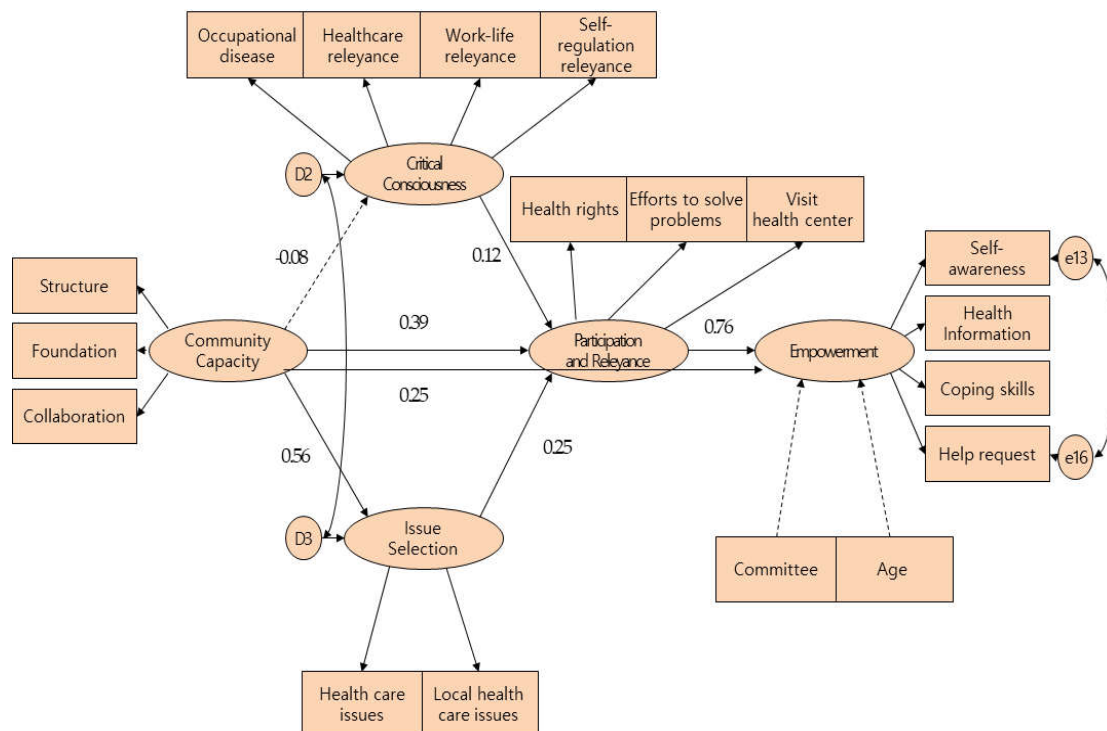 Occupational
disease
Healthcare
releyance
Work-life
releyance
Self-
regulation
releyance
D2
Critical
Consciousness
Health rights
Efforts to solve
problems
Visit
health center
-0.08
0.12
Self-
awareness
e13
Structure
Foundation
Collaboration
Community
Capacity
0.39
0.25
Participation
and Releyance
0.76
Empowerment
Health
Information
Coping skills
Help request
e16
0.56
0.25
D3
Issue
Selection
Committee
Age
Health care
issues
Local health
care issues